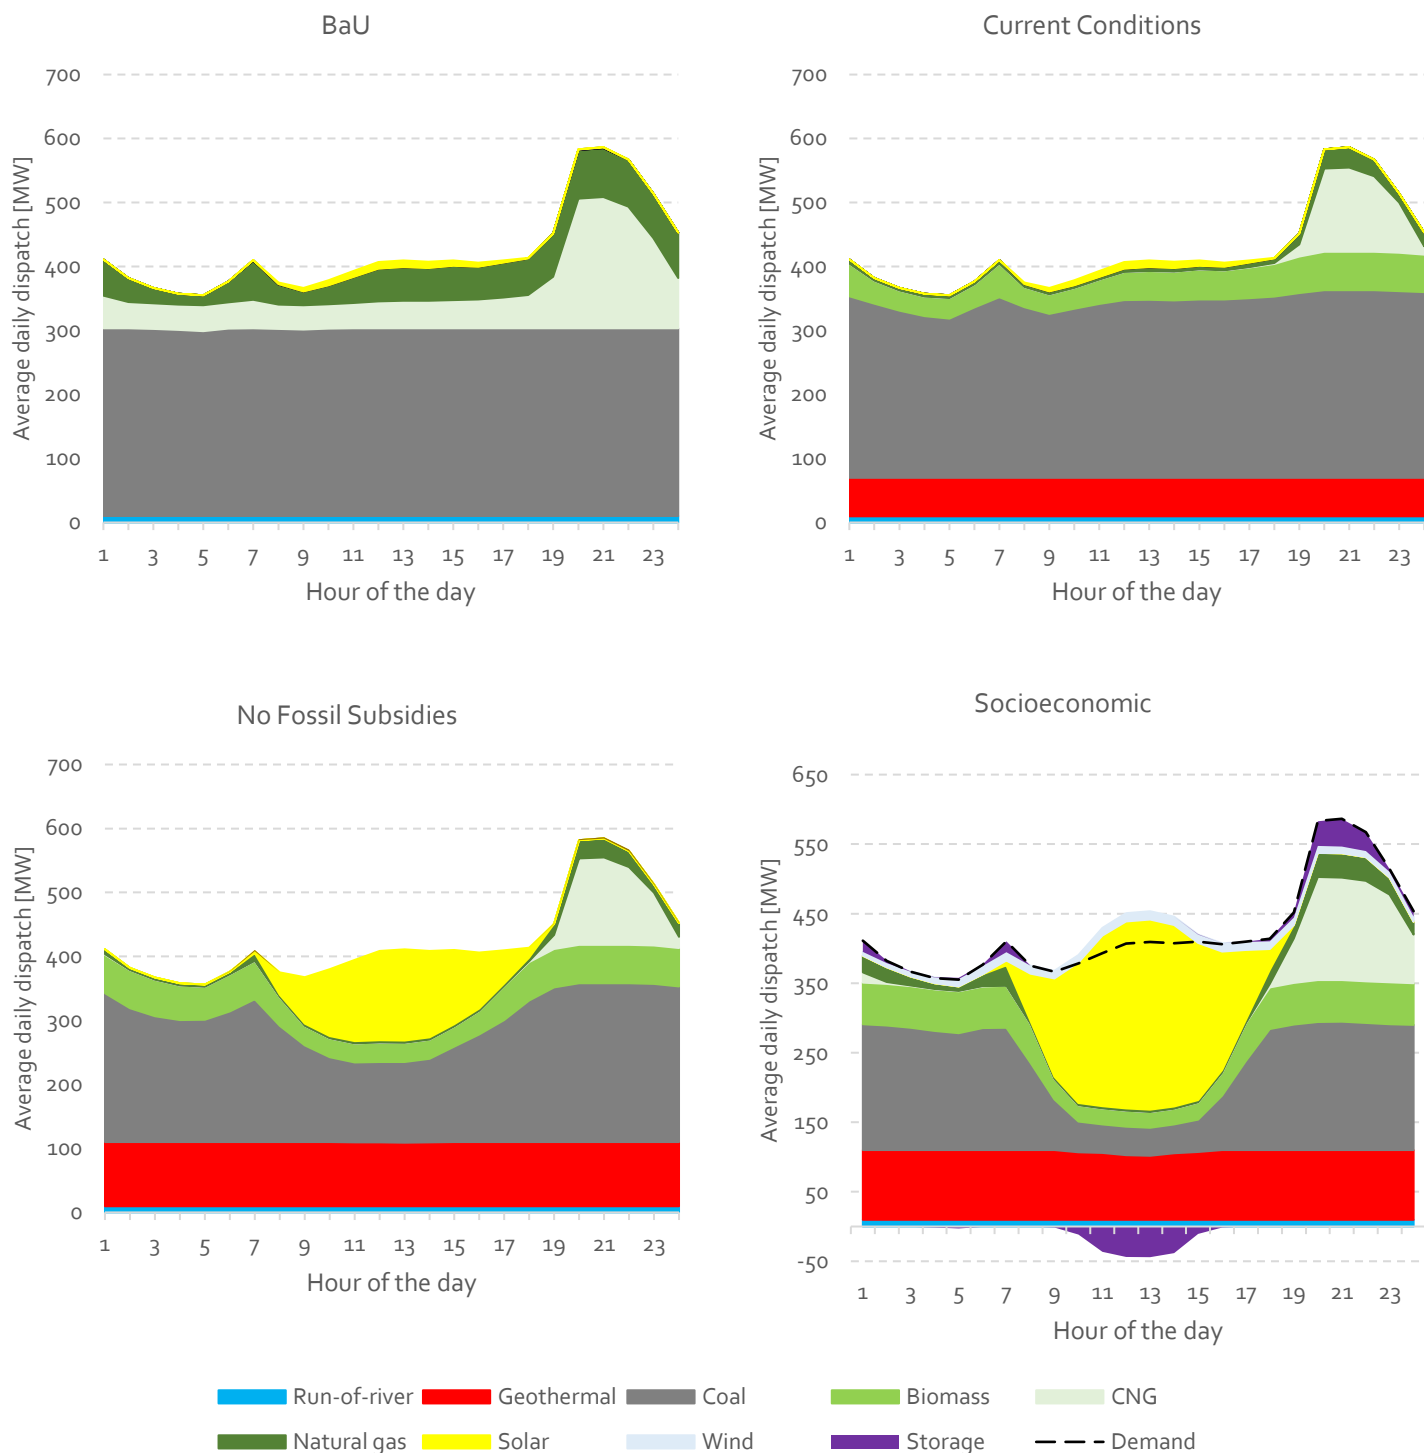 BaU
Average daily dispatch [MW]
700
600
500
400
300
200
100
0
1 3 5 7 9 11 13 15 17 19 21 23
Hour of the day
Current Conditions
Average daily dispatch [MW]
700
600
500
400
300
200
100
0
1 3 5 7 9 11 13 15 17 19 21 23
Hour of the day
No Fossil Subsidies
Average daily dispatch [MW]
700
600
500
400
300
200
100
0
1 3 5 7 9 11 13 15 17 19 21 23
Hour of the day
Socioeconomic
Average daily dispatch [MW]
650
550
450
350
250
150
50
-50
1 3 5 7 9 11 13 15 17 19 21 23
Hour of the day
Run-of-river Geothermal Coal Biomass CNG
Natural gas Solar Wind Storage Demand